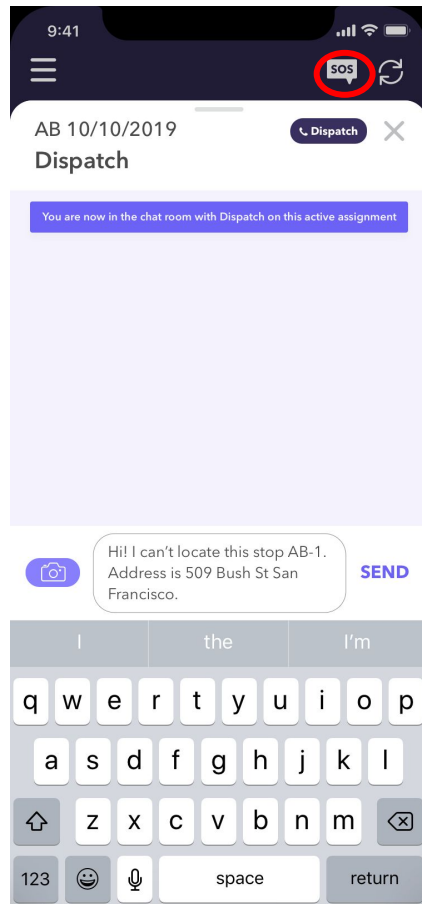 9:41
SOS
AB 10/10/2019
Dispatch
Dispatch
You are now in the chat room with Dispatch on this active assignment
Hi! I can't locate this stop AB-1.
Address is 509 Bush St San
Francisco.
SEND
I the I'm
q w e r t y u i o p
a s d f g h j k l
z x c v b n m
123 space return